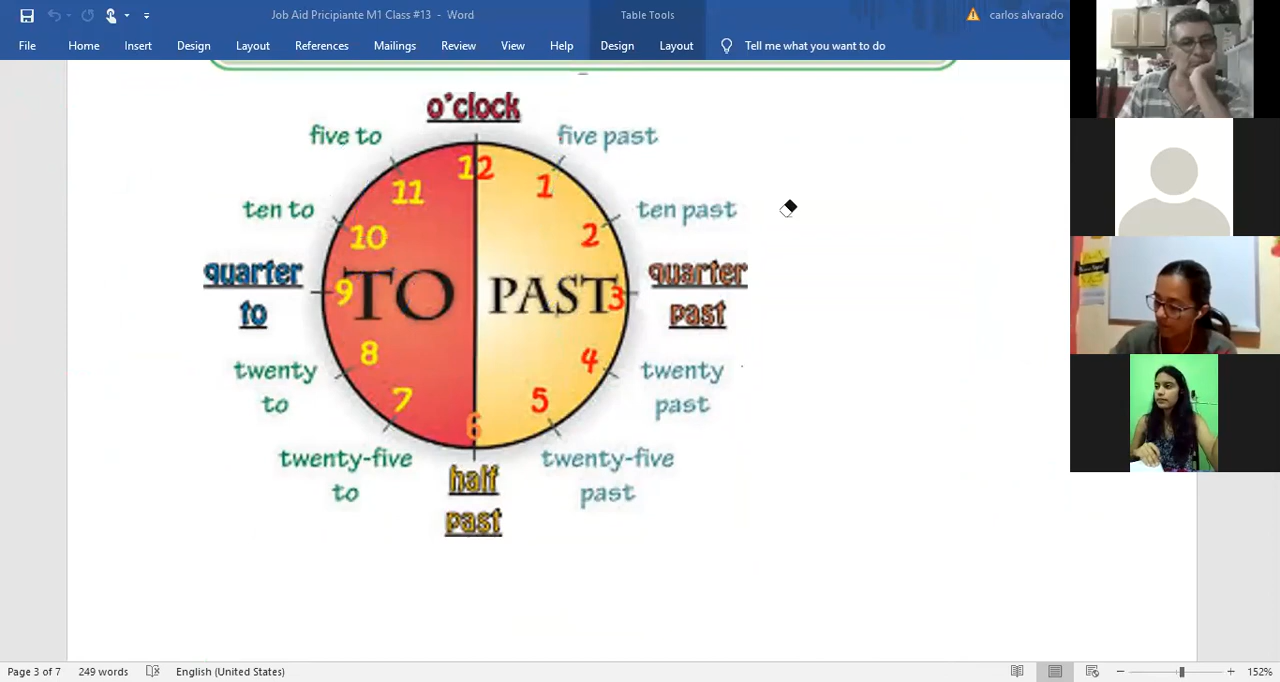 Job Aid Pricipiante M1 Class #13 - Word
Table Tools
carlos alvarado
File Home Insert Design Layout References Mailings Review View Help Design Layout Tell me what you want to do
o'clock
five to
five past
12
11
1
ten to
ten past
10
2
quarter
to
9
TO
PAST
3
quarter
past
8
4
twenty
to
twenty
past
7
5
6
twenty-five
to
half
past
twenty-five
past
Page 3 of 7 249 words English (United States) 152%